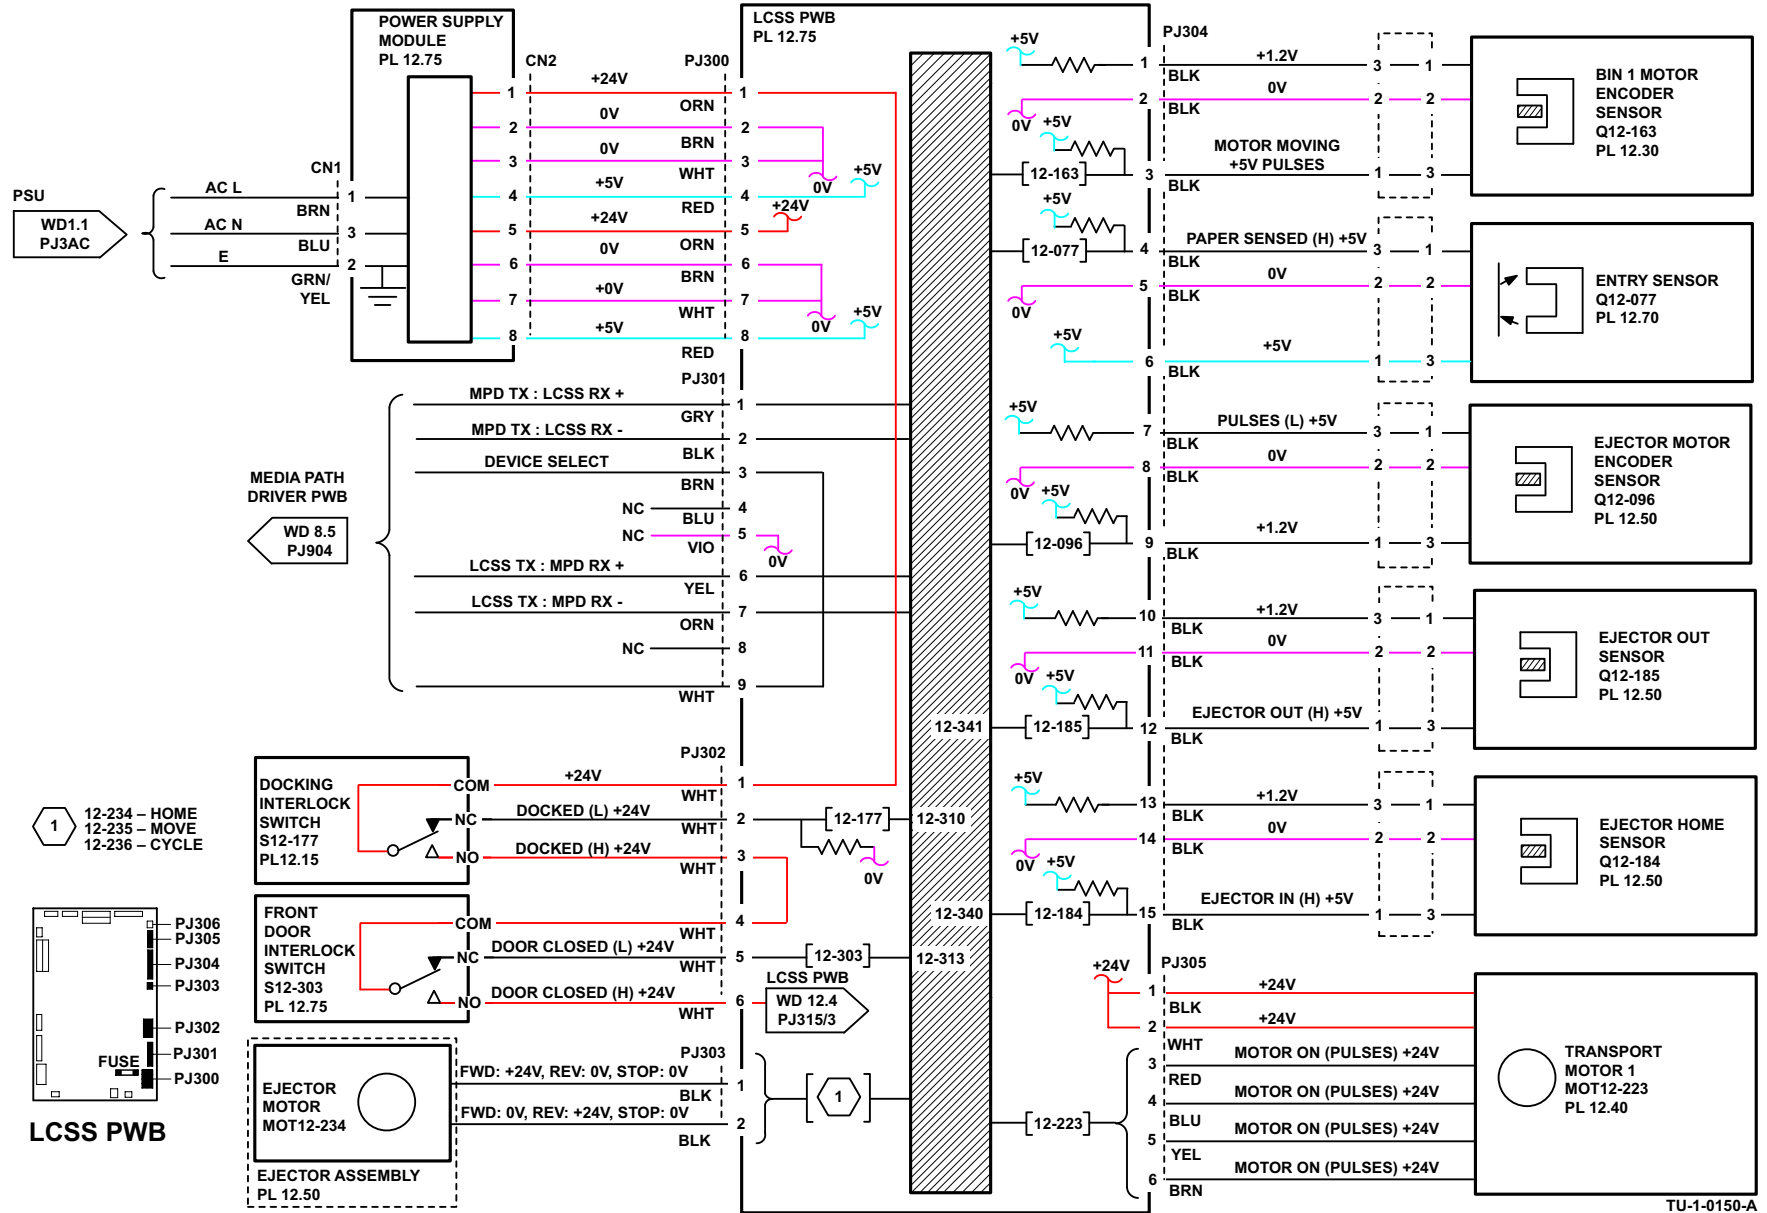 POWER SUPPLY
MODULE
PL 12.75
CN2
PJ300
LCSS PWB
PL 12.75
PSU
WD1.1
PJ3AC
CN1
AC L
BRN
1
AC N
BLU
3
E
GRN/
YEL
2
1 +24V ORN 1
2 0V BRN 2
3 0V WHT 3
0V
4 +5V RED 4 +5V
5 +24V ORN 5 +24V
6 0V BRN 6
7 +0V WHT 7
0V
8 +5V RED 8 +5V
MEDIA PATH
DRIVER PWB
WD 8.5
PJ904
PJ301
MPD TX : LCSS RX + GRY 1
MPD TX : LCSS RX - BLK 2
DEVICE SELECT BRN 3
NC BLU 4
NC VIO 5 0V
LCSS TX : MPD RX + YEL 6
LCSS TX : MPD RX - ORN 7
NC 8
WHT 9
DOCKING
INTERLOCK
SWITCH
S12-177
PL12.15
PJ302
COM +24V WHT 1
NC DOCKED (L) +24V WHT 2 12-177 12-310
NO DOCKED (H) +24V WHT 3
0V
FRONT
DOOR
INTERLOCK
SWITCH
S12-303
PL 12.75
COM WHT 4
NC DOOR CLOSED (L) +24V WHT 5 12-303 12-313
NO DOOR CLOSED (H) +24V WHT 6
LCSS PWB
WD 12.4
PJ315/3
EJECTOR
MOTOR
MOT12-234
EJECTOR ASSEMBLY
PL 12.50
PJ303
FWD: +24V, REV: 0V, STOP: 0V BLK 1
FWD: 0V, REV: +24V, STOP: 0V BLK 2
1
1
12-234 – HOME
12-235 – MOVE
12-236 – CYCLE
PJ306
PJ305
PJ304
PJ303
PJ302
PJ301
PJ300
FUSE
LCSS PWB
PJ304
+5V 1 BLK +1.2V 3 1
0V 2 BLK 0V 2 2
+5V
12-163 3 BLK MOTOR MOVING
+5V PULSES 1 3
BIN 1 MOTOR
ENCODER
SENSOR
Q12-163
PL 12.30
+5V
12-077 4 BLK PAPER SENSED (H) +5V 3 1
0V 5 BLK 0V 2 2
+5V 6 BLK +5V 1 3
ENTRY SENSOR
Q12-077
PL 12.70
+5V 7 BLK PULSES (L) +5V 3 1
0V 8 BLK 0V 2 2
+5V
12-096 9 BLK +1.2V 1 3
EJECTOR MOTOR
ENCODER
SENSOR
Q12-096
PL 12.50
+5V 10 BLK +1.2V 3 1
0V 11 BLK 0V 2 2
+5V
12-341 12-185 12 BLK EJECTOR OUT (H) +5V 1 3
EJECTOR OUT
SENSOR
Q12-185
PL 12.50
+5V 13 BLK +1.2V 3 1
0V 14 BLK 0V 2 2
+5V
12-340 12-184 15 BLK EJECTOR IN (H) +5V 1 3
EJECTOR HOME
SENSOR
Q12-184
PL 12.50
PJ305
+24V 1 BLK +24V
2 WHT +24V
3 RED MOTOR ON (PULSES) +24V
12-223 4 BLU MOTOR ON (PULSES) +24V
5 YEL MOTOR ON (PULSES) +24V
6 BRN MOTOR ON (PULSES) +24V
TRANSPORT
MOTOR 1
MOT12-223
PL 12.40
TU-1-0150-A